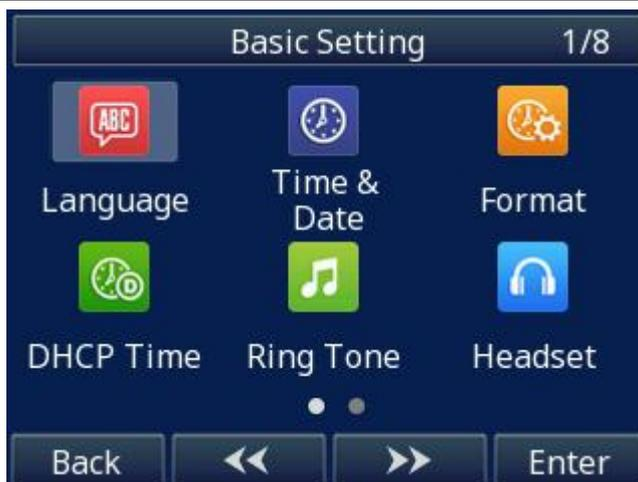 Basic Setting 1/8
ABC
Language
Time &
Date
Format
D
DHCP Time
Ring Tone
Headset
Back
Enter